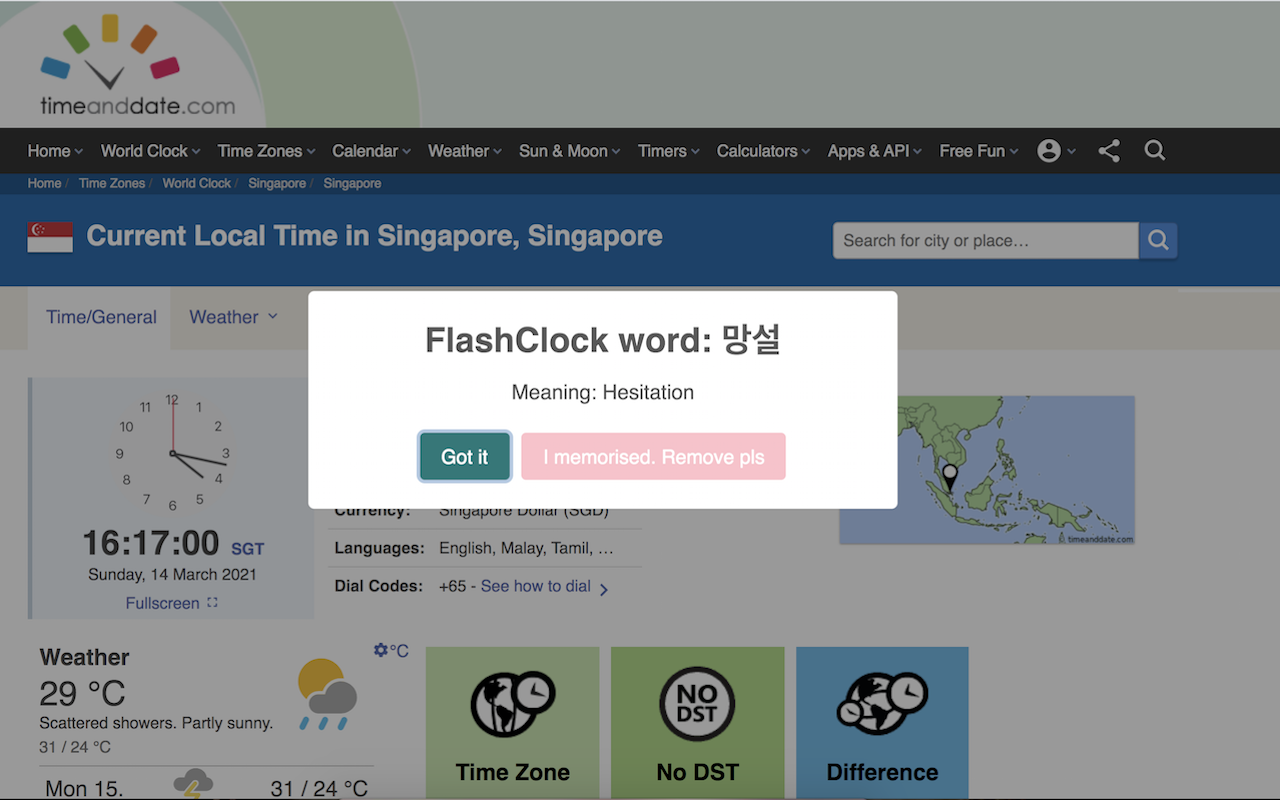 timeanddate.com
Home World Clock Time Zones Calendar Weather Sun & Moon Timers Calculators Apps & API Free Fun
Home / Time Zones / World Clock / Singapore / Singapore
Current Local Time in Singapore, Singapore
Search for city or place…
Time/General Weather
FlashClock word: 망설
Meaning: Hesitation
Got it I memorised. Remove pls
12
11 1
10 2
9 3
8 4
7 5
6
16:17:00 SGT
Sunday, 14 March 2021
Fullscreen
Currency: Singapore Dollar (SGD)
Languages: English, Malay, Tamil, …
Dial Codes: +65 - See how to dial
© timeanddate.com
Weather
°C
29 °C
Scattered showers. Partly sunny.
31 / 24 °C
Mon 15. 31 / 24 °C
Time Zone
NO
DST
No DST
Difference